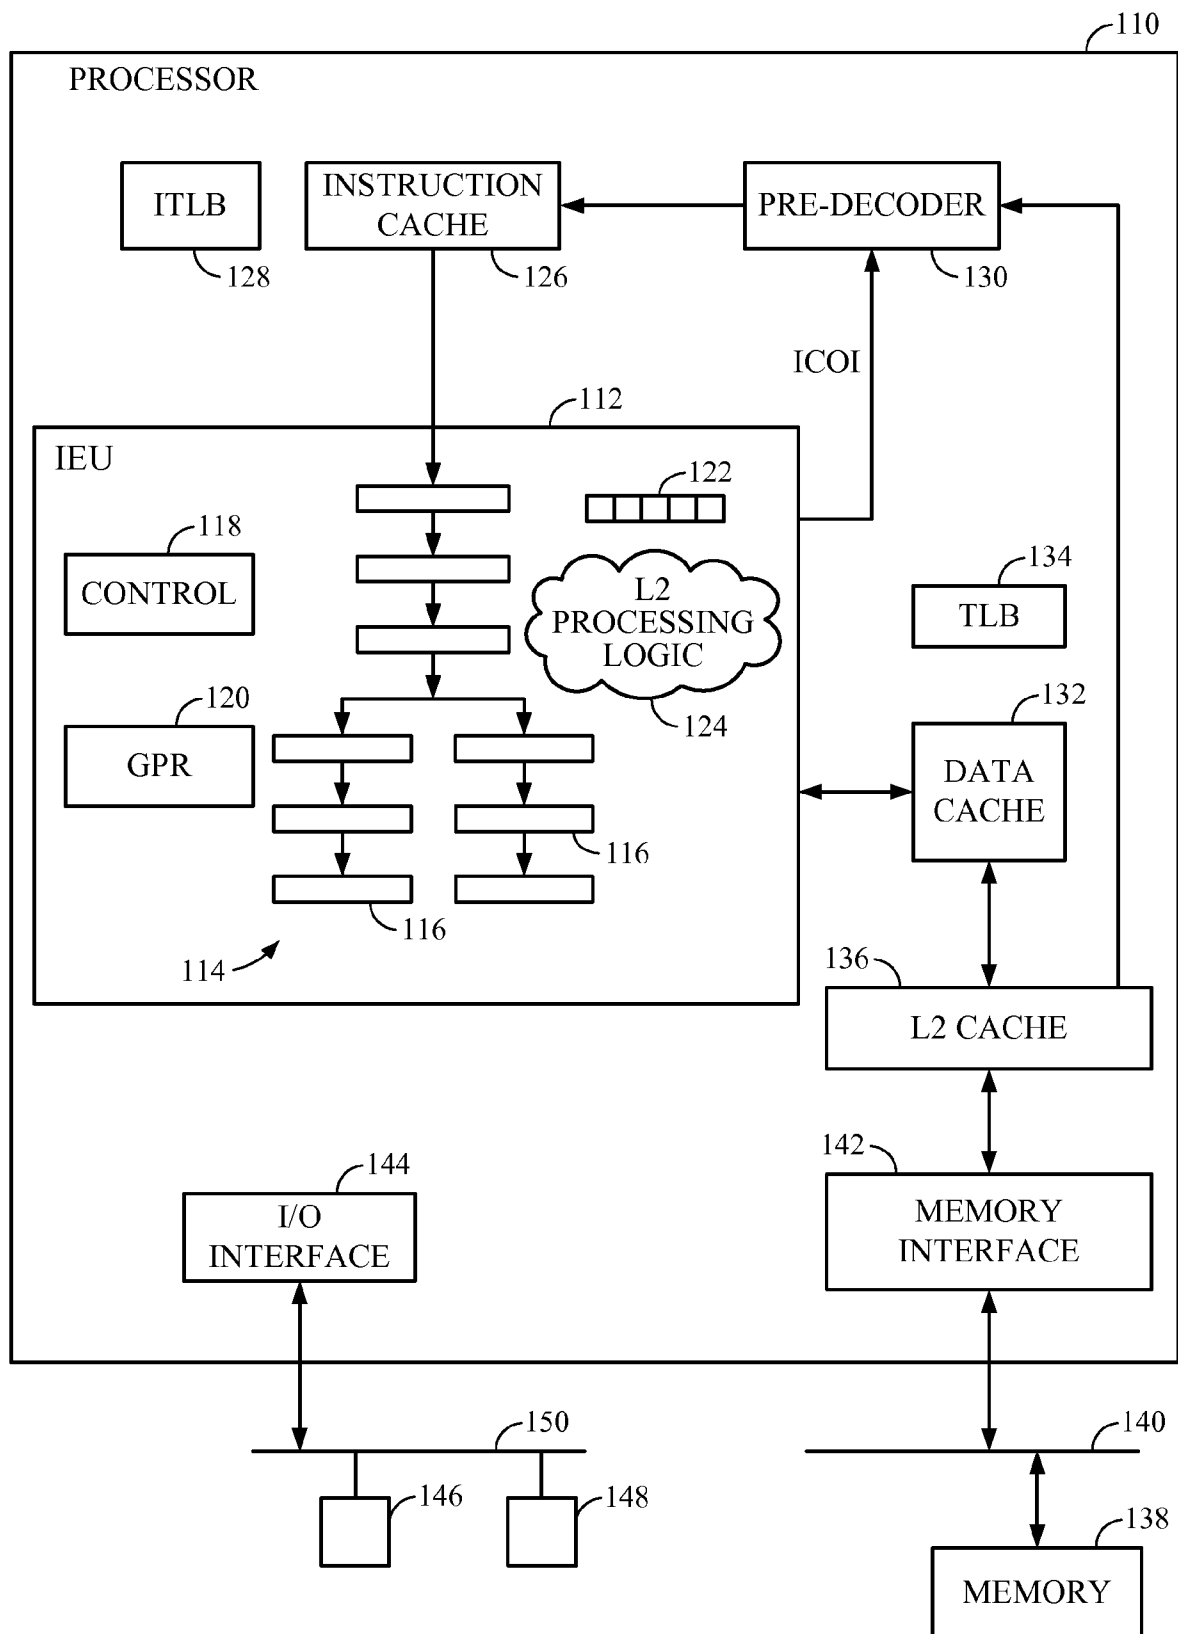 110
PROCESSOR
ITLB
128
INSTRUCTION
CACHE
126
PRE-DECODER
130
ICOI
112
IEU
122
118
CONTROL
L2
PROCESSING
LOGIC
124
134
TLB
120
GPR
132
DATA
CACHE
116
116
114
136
L2 CACHE
142
MEMORY
INTERFACE
144
I/O
INTERFACE
150
140
146
148
138
MEMORY